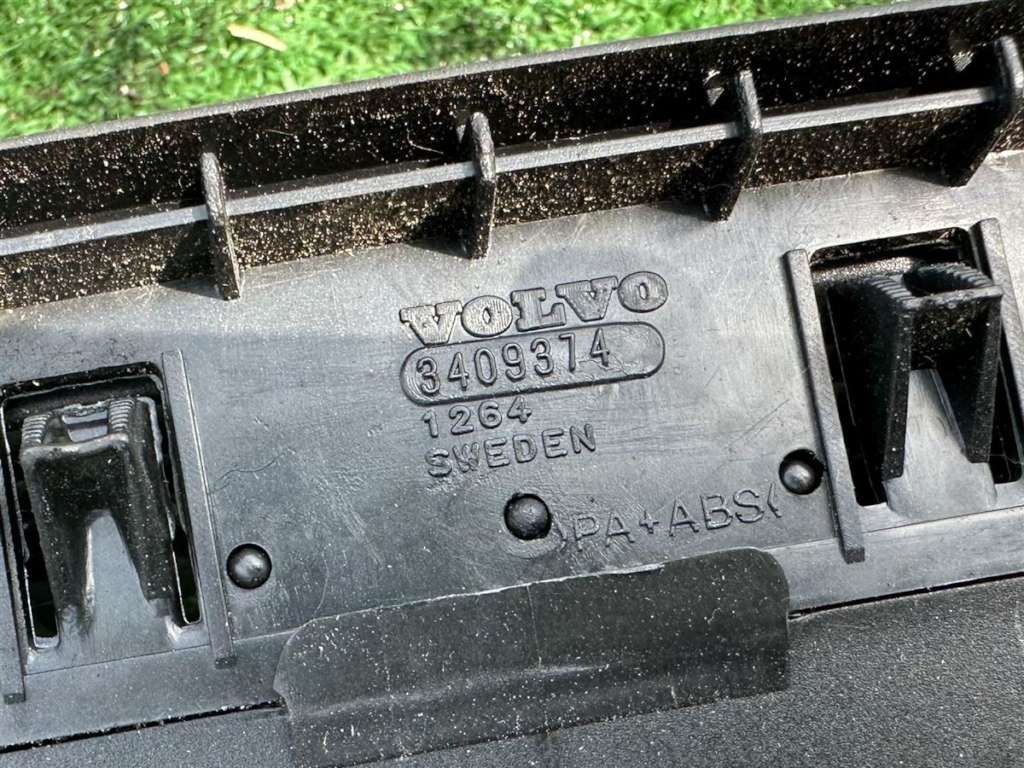 VOLVO
3409374
1264
SWEDEN
>PA+ABS<